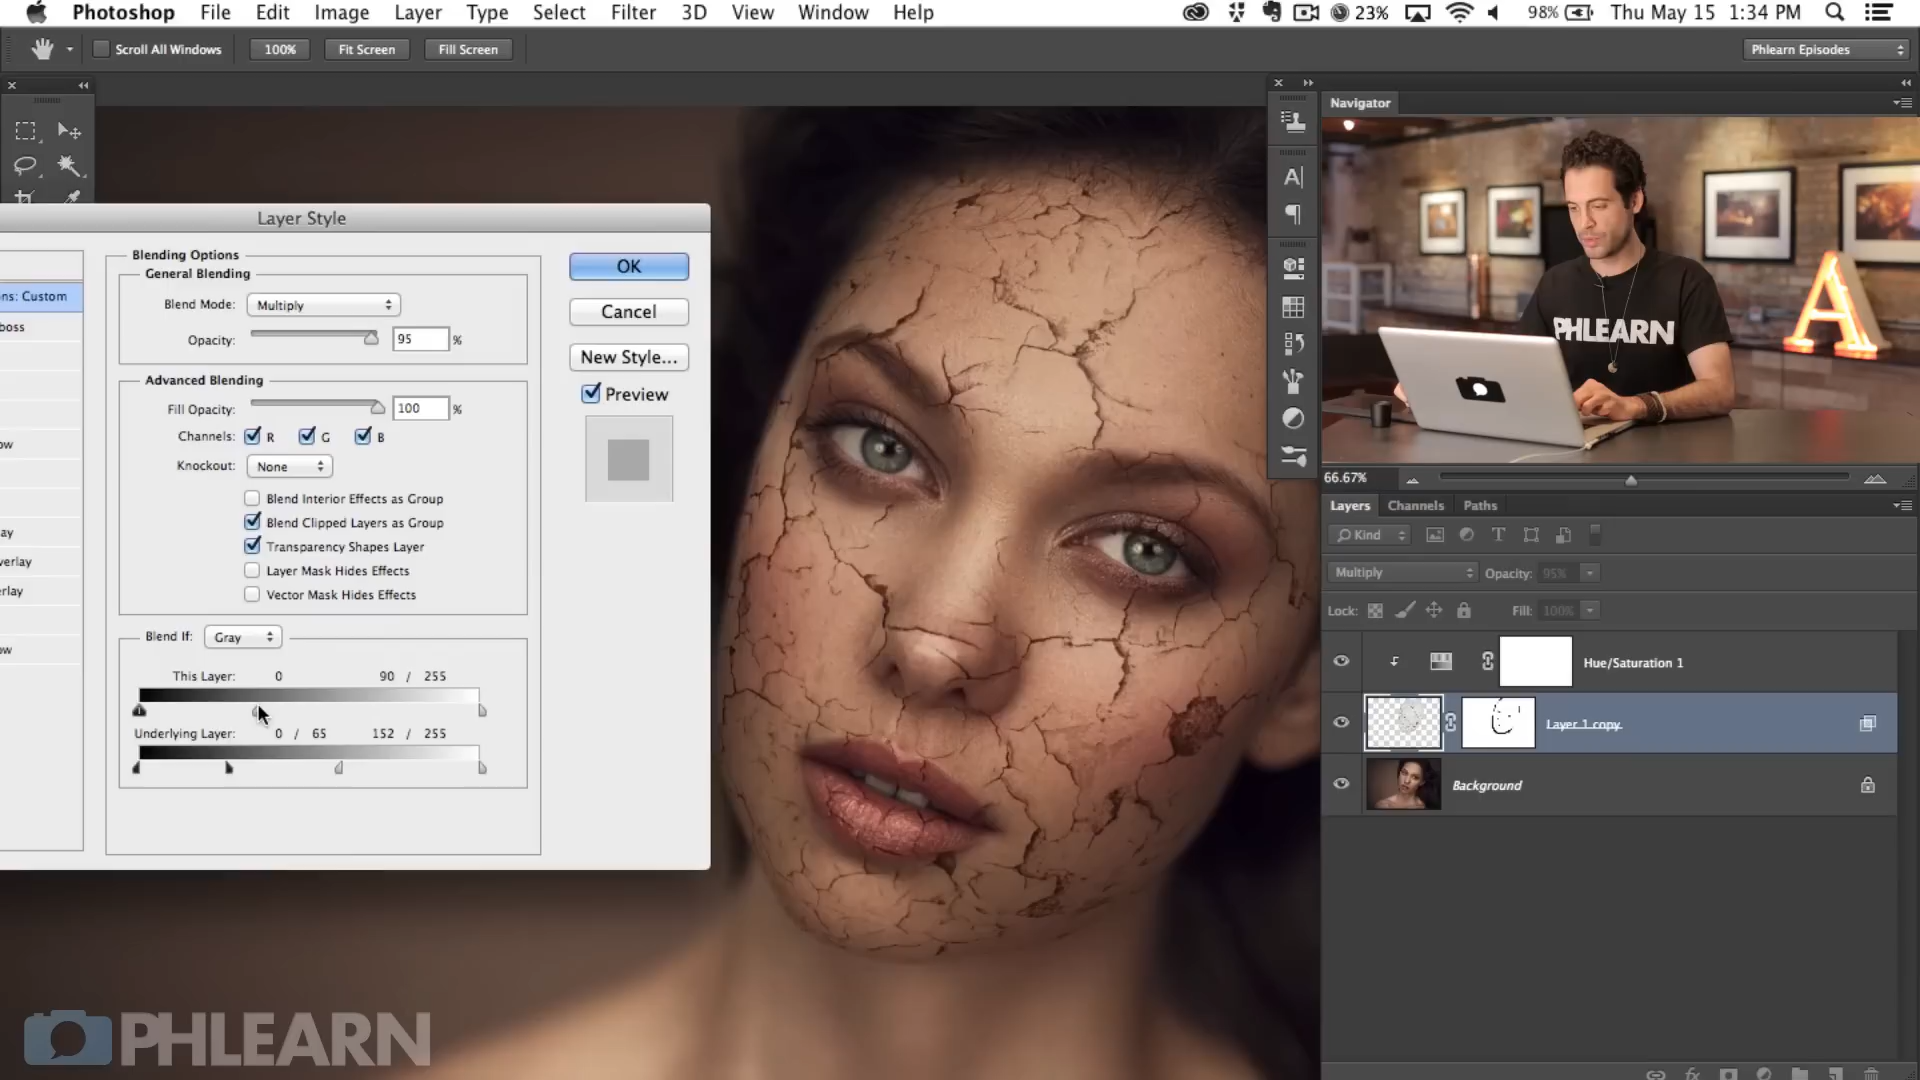 Photoshop File Edit Image Layer Type Select Filter 3D View Window Help 23% 98% Thu May 15 1:34 PM
Scroll All Windows 100% Fit Screen Fill Screen Phlearn Episodes
Navigator
Layer Style
Blending Options
General Blending
Blend Mode: Multiply
Opacity: 95 %
Advanced Blending
Fill Opacity: 100 %
Channels: R G B
Knockout: None
Blend Interior Effects as Group
Blend Clipped Layers as Group
Transparency Shapes Layer
Layer Mask Hides Effects
Vector Mask Hides Effects
Blend If: Gray
This Layer: 0 90 / 255
Underlying Layer: 0 / 65 152 / 255
OK
Cancel
New Style...
Preview
ns: Custom
boss
ow
ay
verlay
rlay
ow
PHLEARN
A
66.67%
Layers Channels Paths
Kind
Multiply Opacity: 95%
Lock: Fill: 100%
Hue/Saturation 1
Layer 1 copy
Background
PHLEARN